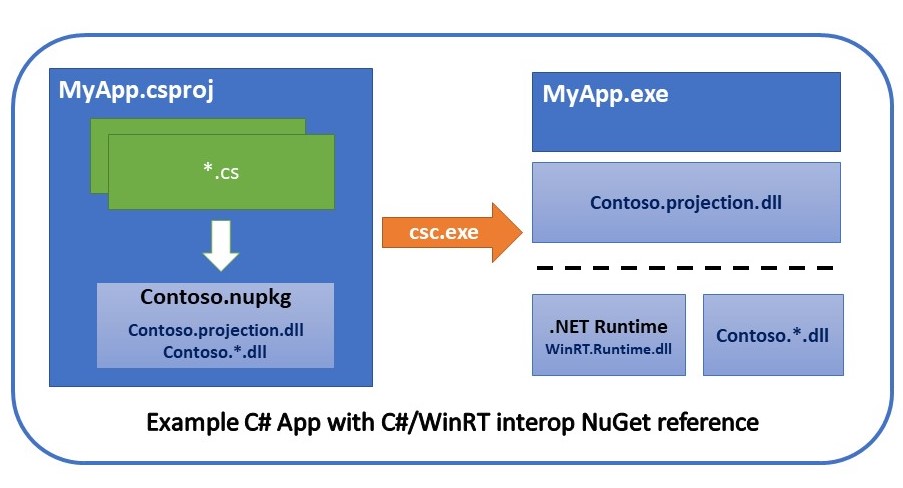 MyApp.csproj
*.cs
Contoso.nupkg
Contoso.projection.dll
Contoso.*.dll
csc.exe
MyApp.exe
Contoso.projection.dll
.NET Runtime
WinRT.Runtime.dll
Contoso.*.dll
Example C# App with C#/WinRT interop NuGet reference